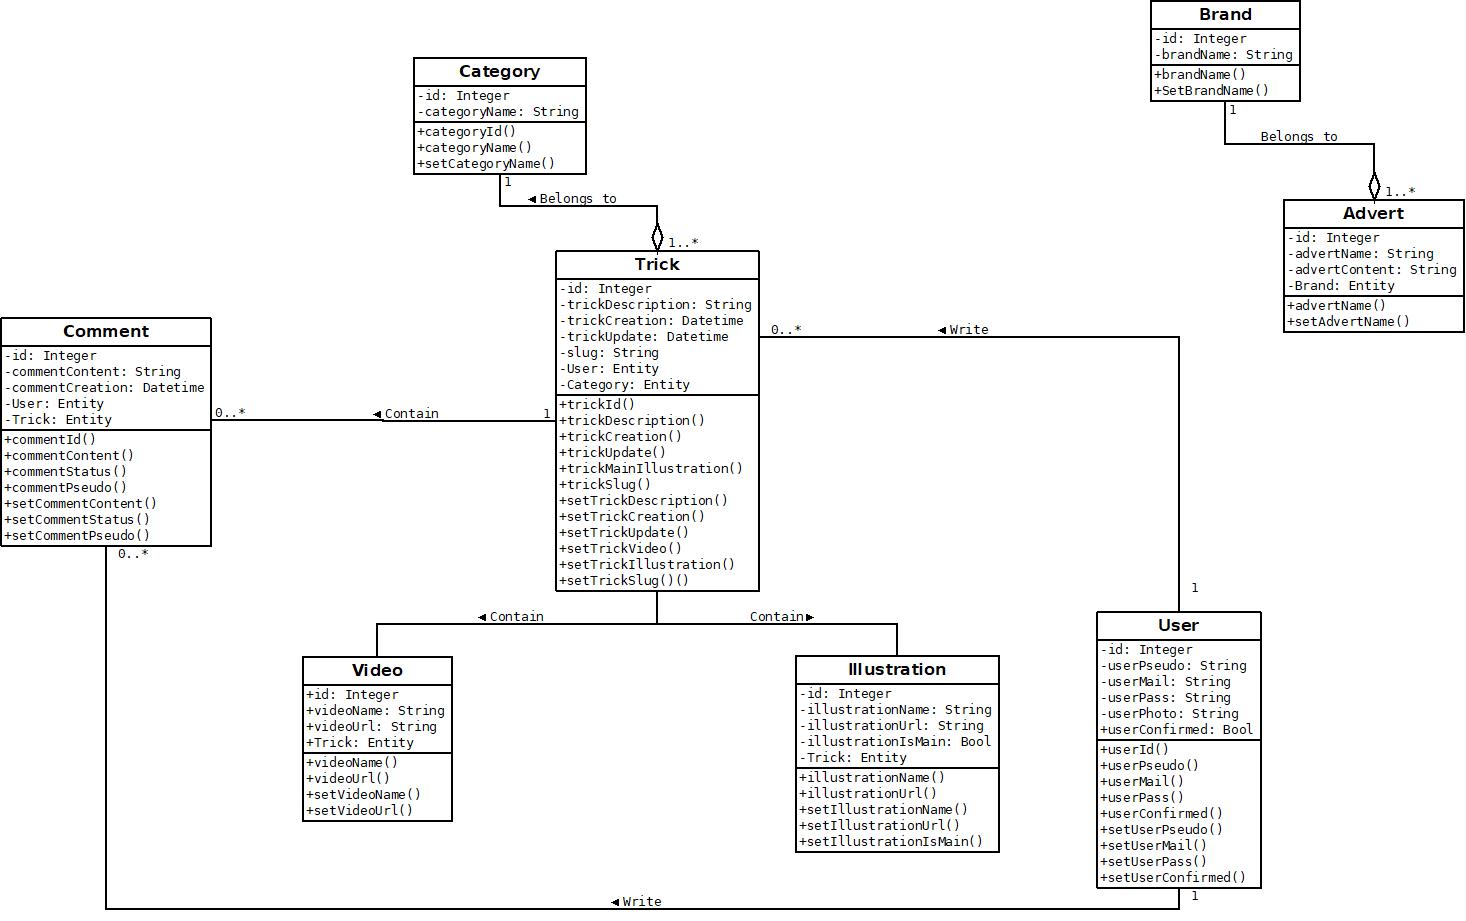 Brand
-id: Integer
-brandName: String
+brandName()
+SetBrandName()
1
Belongs to
1..*
Advert
-id: Integer
-advertName: String
-advertContent: String
-Brand: Entity
+advertName()
+setAdvertName()
Category
-id: Integer
-categoryName: String
+categoryId()
+categoryName()
+setCategoryName()
1
◄ Belongs to
1..*
Trick
-id: Integer
-trickDescription: String
-trickCreation: Datetime
-trickUpdate: Datetime
-slug: String
-User: Entity
-Category: Entity
+trickId()
+trickDescription()
+trickCreation()
+trickUpdate()
+trickMainIllustration()
+trickSlug()
+setTrickDescription()
+setTrickCreation()
+setTrickUpdate()
+setTrickVideo()
+setTrickIllustration()
+setTrickSlug()()
0..*
◄ Write
1
Comment
-id: Integer
-commentContent: String
-commentCreation: Datetime
-User: Entity
-Trick: Entity
+commentId()
+commentContent()
+commentStatus()
+commentPseudo()
+setCommentContent()
+setCommentStatus()
+setCommentPseudo()
0..*
◄ Contain
1
0..*
◄ Contain
Contain►
Video
+id: Integer
+videoName: String
+videoUrl: String
+Trick: Entity
+videoName()
+videoUrl()
+setVideoName()
+setVideoUrl()
Illustration
-id: Integer
-illustrationName: String
-illustrationUrl: String
-illustrationIsMain: Bool
-Trick: Entity
+illustrationName()
+illustrationUrl()
+setIllustrationName()
+setIllustrationUrl()
+setIllustrationIsMain()
User
-id: Integer
-userPseudo: String
-userMail: String
-userPass: String
-userPhoto: String
+userConfirmed: Bool
+userId()
+userPseudo()
+userMail()
+userPass()
+userConfirmed()
+setUserPseudo()
+setUserMail()
+setUserPass()
+setUserConfirmed()
1
◄ Write